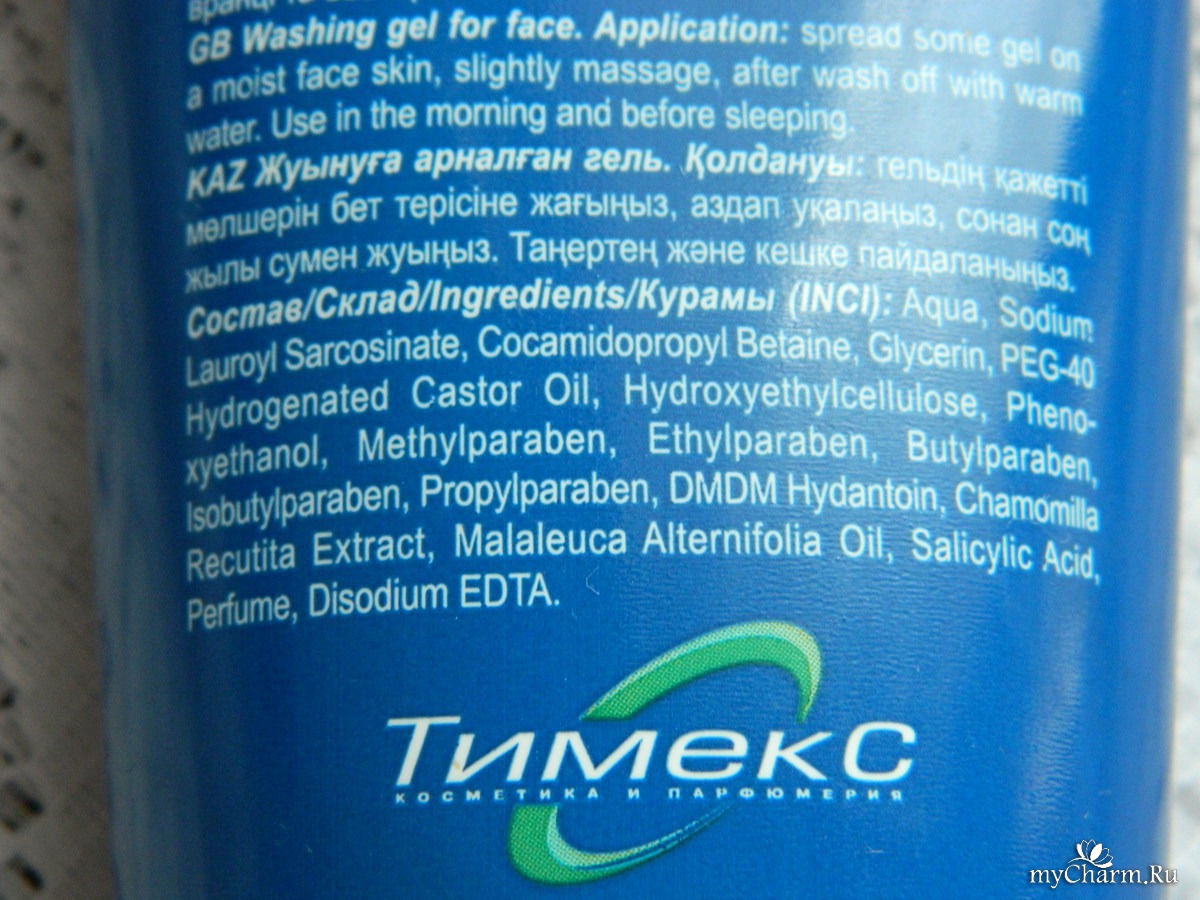 GB Washing gel for face. Application: spread some gel on
a moist face skin, slightly massage, after wash off with warm
water. Use in the morning and before sleeping.
KAZ Жуынуға арналған гель. Қолдануы: гельдің қажетті
мөлшерін бет терісіне жағыңыз, аздап уқалаңыз, сонан соң
жылы сумен жуыңыз. Таңертең және кешке пайдаланыңыз.
Состав/Склад/Ingredients/Курамы (INCI): Aqua, Sodium
Lauroyl Sarcosinate, Cocamidopropyl Betaine, Glycerin, PEG-40
Hydrogenated Castor Oil, Hydroxyethylcellulose, Pheno-
xyethanol, Methylparaben, Ethylparaben, Butylparaben,
Isobutylparaben, Propylparaben, DMDM Hydantoin, Chamomilla
Recutita Extract, Malaleuca Alternifolia Oil, Salicylic Acid,
Perfume, Disodium EDTA.
Тимекс
КОСМЕТИКА И ПАРФЮМЕРИЯ
myCharm.Ru